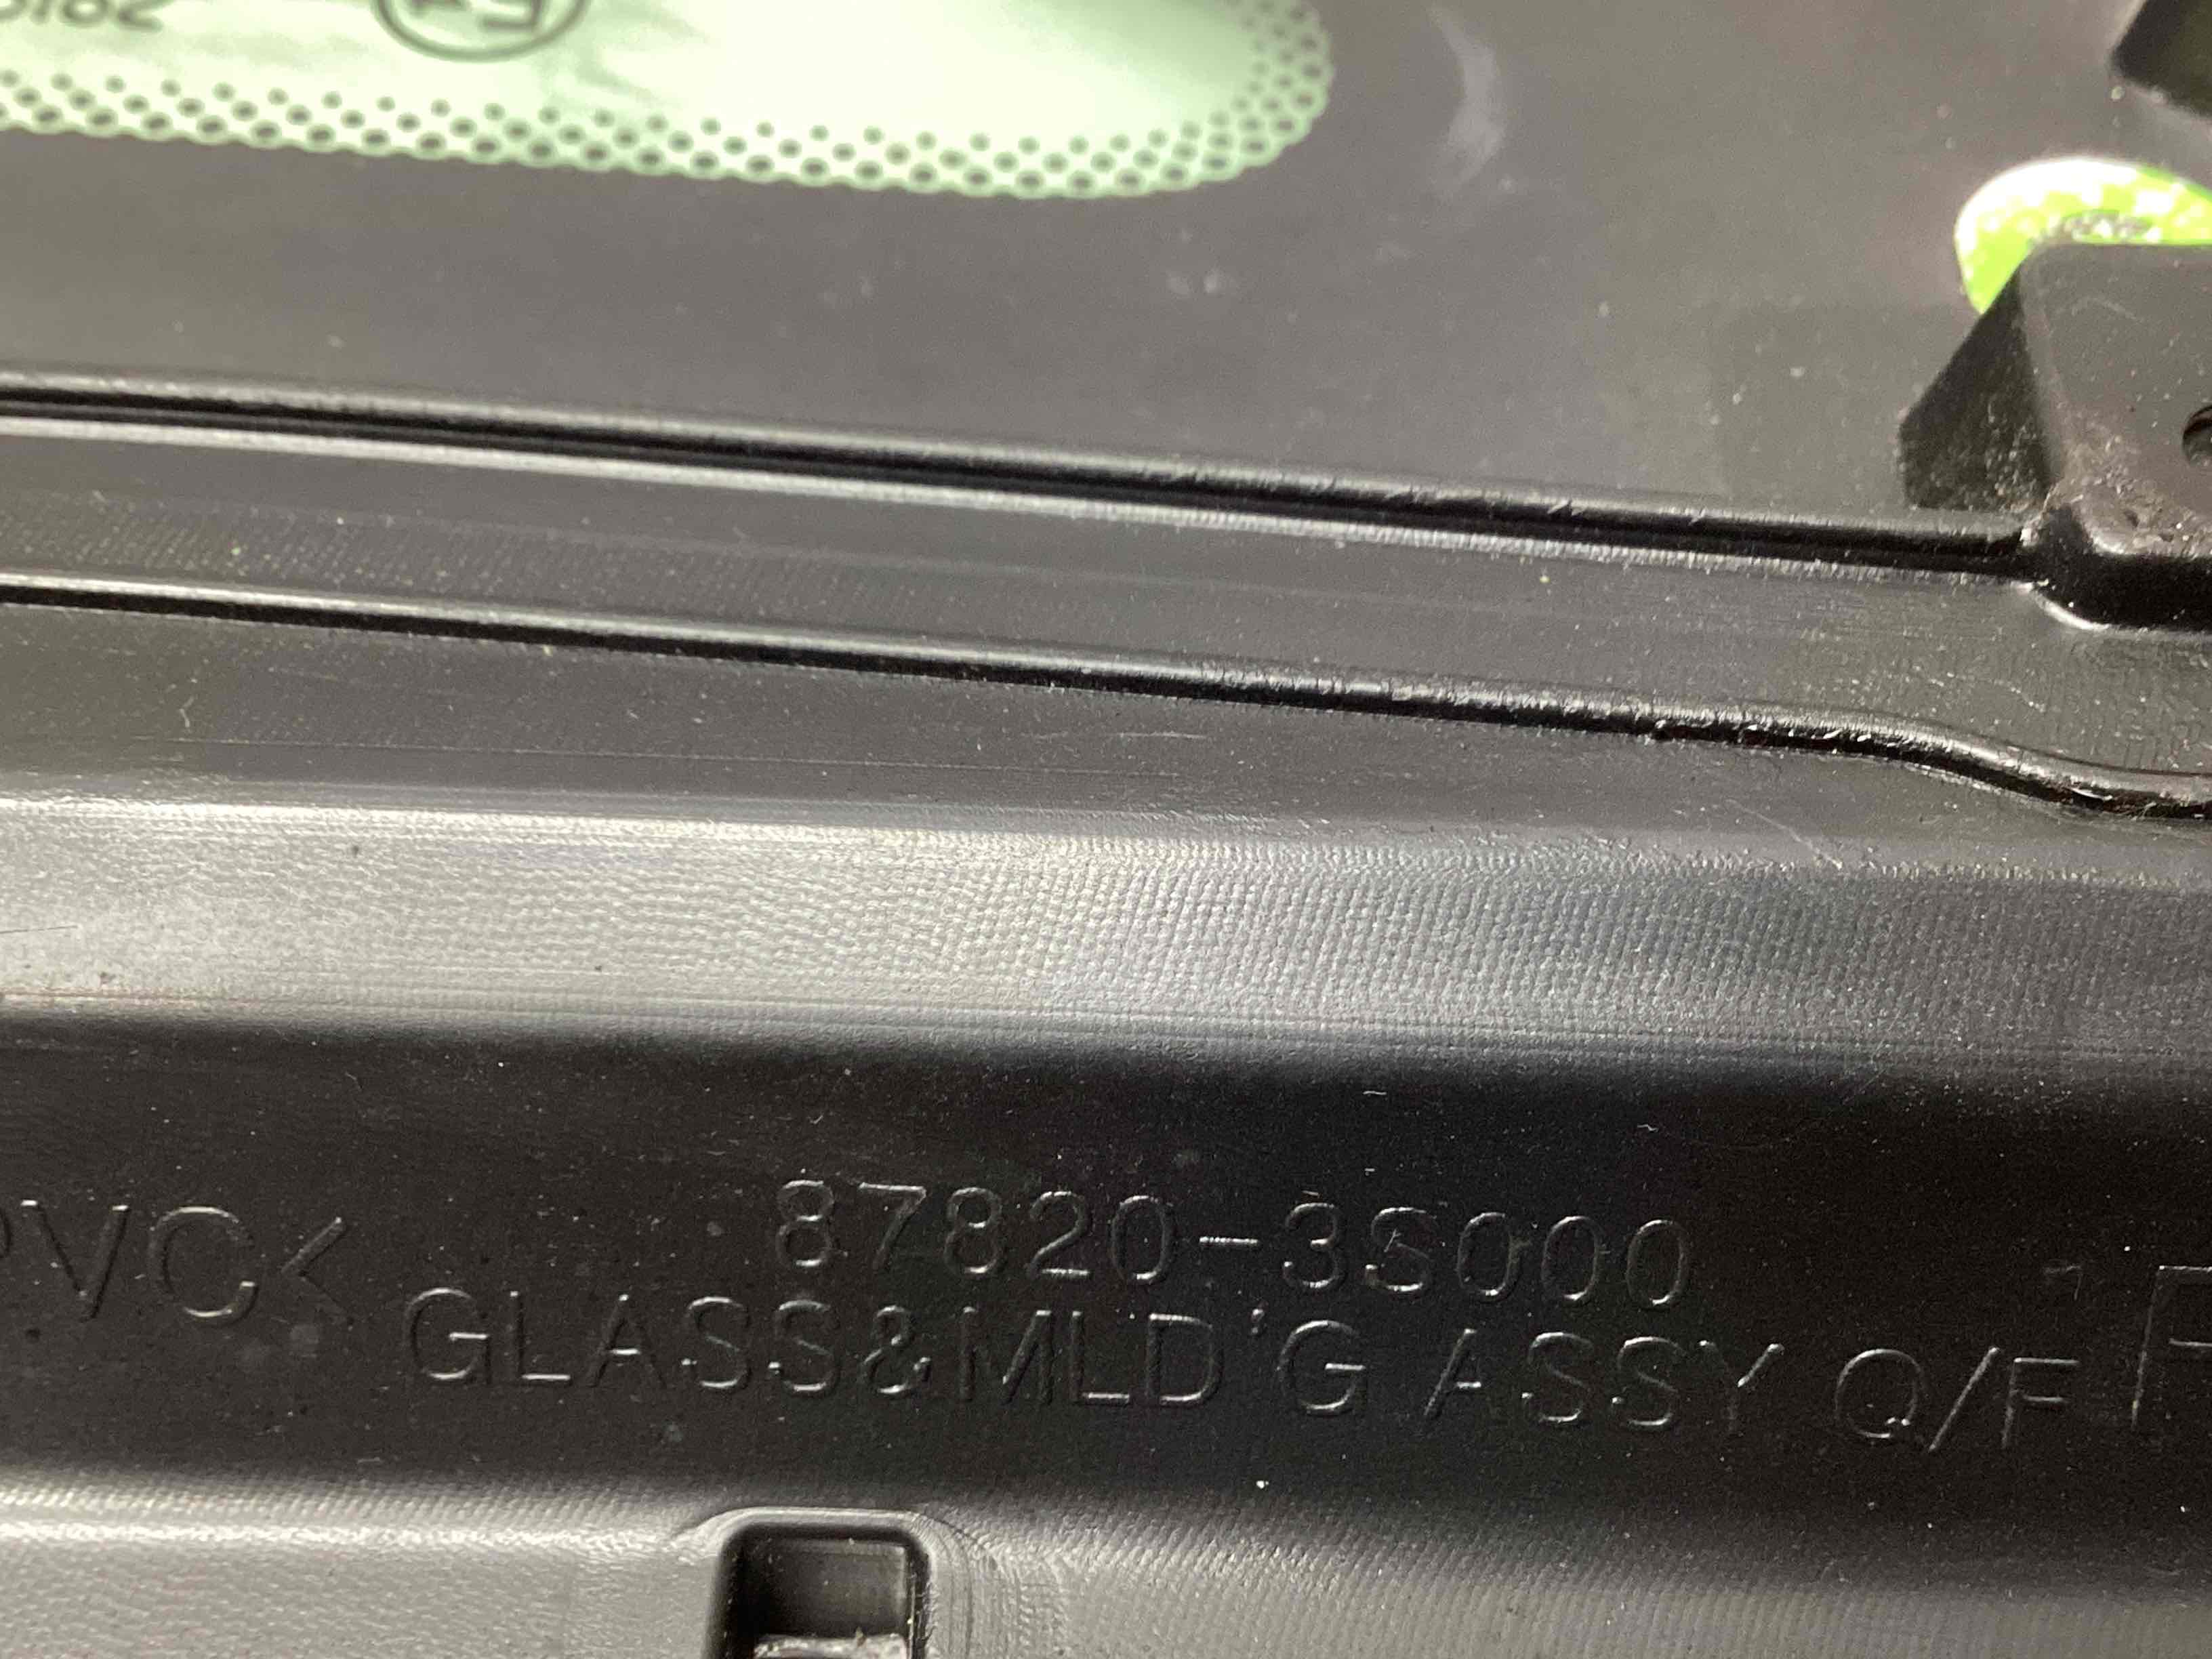 PVC<
87820-3S000
GLASS&MLD'G ASSY Q/F